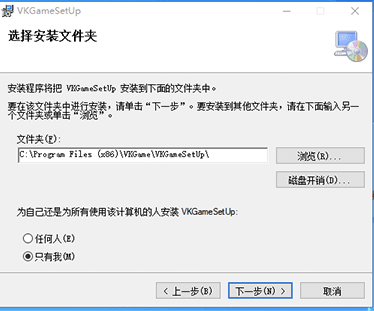 VKGameSetUp
选择安装文件夹
安装程序将把 VKGameSetUp 安装到下面的文件夹中。
要在该文件夹中进行安装，请单击“下一步”。要安装到其他文件夹，请在下面输入另一
个文件夹或单击“浏览”。
文件夹(F):
C:\Program Files (x86)\VKGame\VKGameSetUp\
浏览(R)...
磁盘开销(D)...
为自己还是为所有使用该计算机的人安装 VKGameSetUp:
任何人(E)
只有我(M)
< 上一步(B)
下一步(N) >
取消